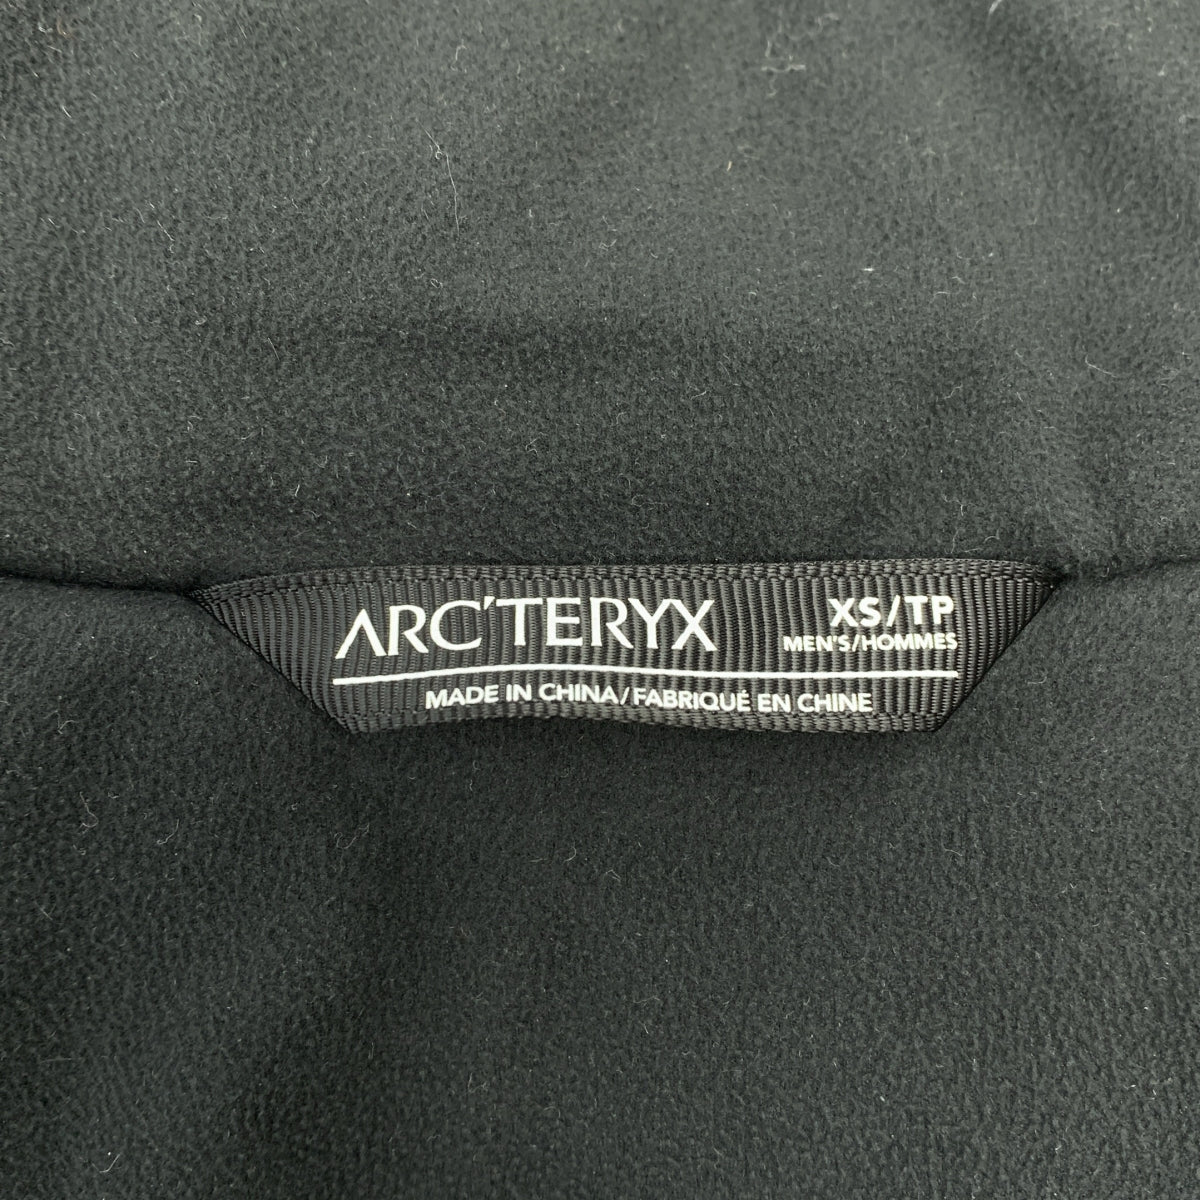 ARC'TERYX XS/TP
MEN'S/HOMMES
MADE IN CHINA/FABRIQUÉ EN CHINE